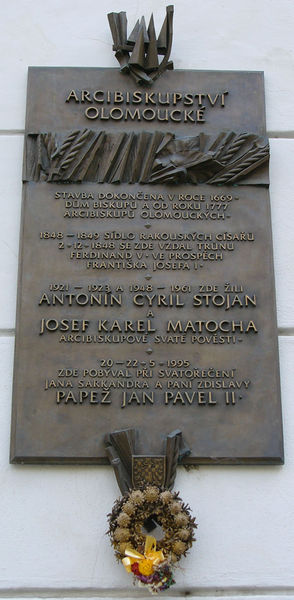 ARCIBISKUPSTVÍ
OLOMOUCKÉ
STAVBA DOKONČENA V ROCE 1669 -
DŮM BISKUPŮ A OD ROKU 1777
ARCIBISKUPŮ OLOMOUCKÝCH -
1848 - 1849 SÍDLO RAKOUSKÝCH CÍSAŘŮ
2 · 12 · 1848 SE ZDE VZDAL TRŮNU
FERDINAND V · VE PROSPĚCH
FRANTIŠKA JOSEFA I ·
1921 - 1923 A 1948 - 1961 ZDE ŽILI
ANTONÍN CYRIL STOJAN
A
JOSEF KAREL MATOCHA
ARCIBISKUPOVÉ SVATÉ POVĚSTI -
20 - 22 · 5 · 1995
ZDE POBÝVAL PŘI SVATOŘEČENÍ
JANA SARKANDRA A PANÍ ZDISLAVY
PAPEŽ JAN PAVEL II ·